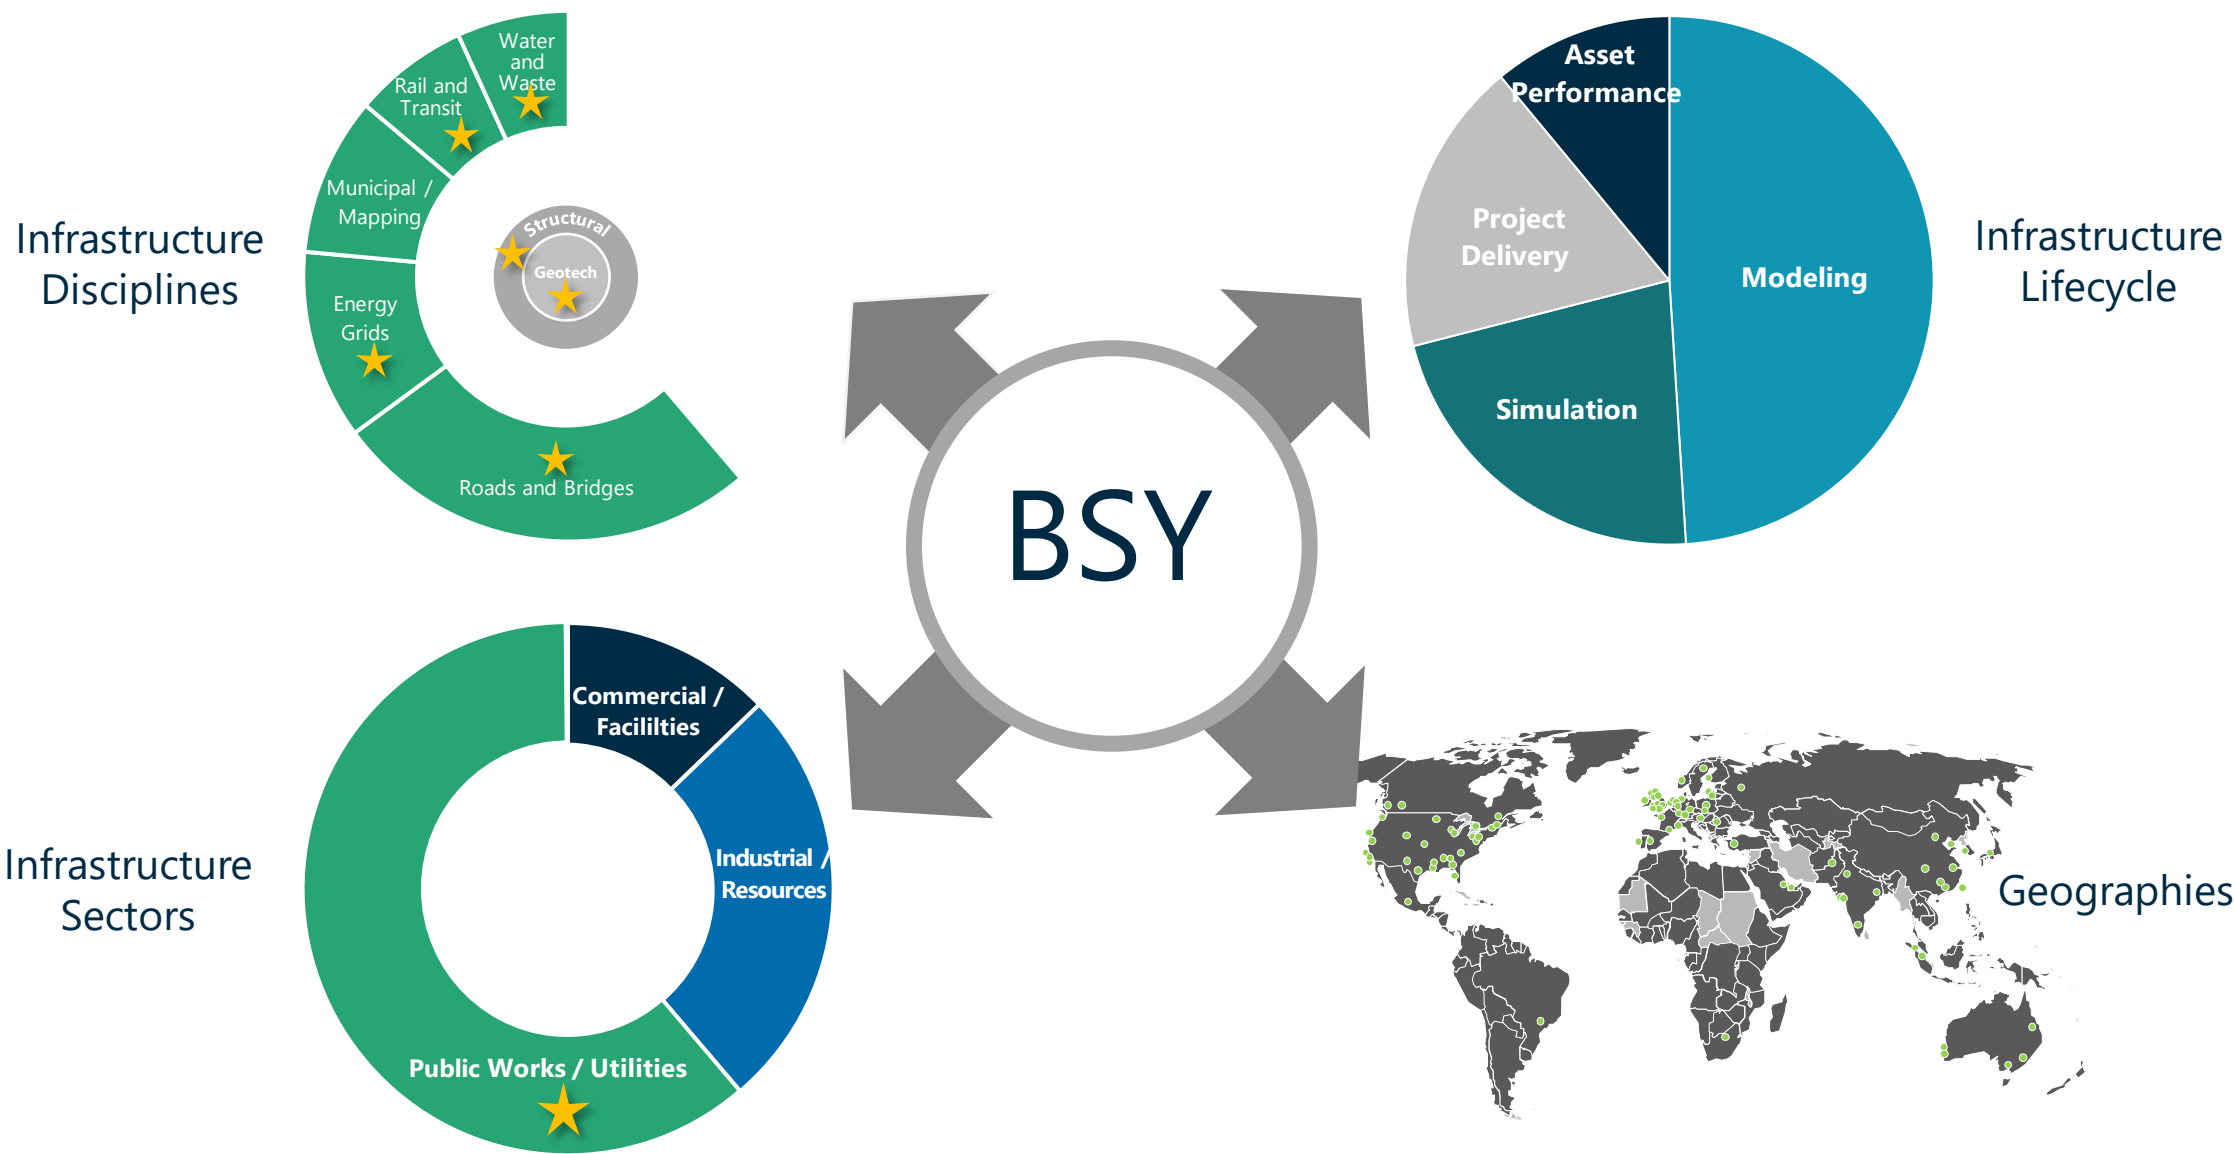 Infrastructure
Disciplines
Water
and
Waste
Rail and
Transit
Municipal /
Mapping
Energy
Grids
Roads and Bridges
Structural
Geotech
BSY
Asset
Performance
Project
Delivery
Modeling
Simulation
Infrastructure
Lifecycle
Infrastructure
Sectors
Commercial /
Facililties
Industrial /
Resources
Public Works / Utilities
Geographies